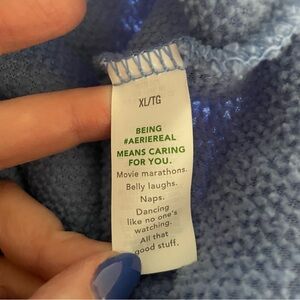 XL/TG
BEING
#AERIEREAL
MEANS CARING
FOR YOU.
Movie marathons.
Belly laughs.
Naps.
Dancing
like no one's
watching.
All that
good stuff.